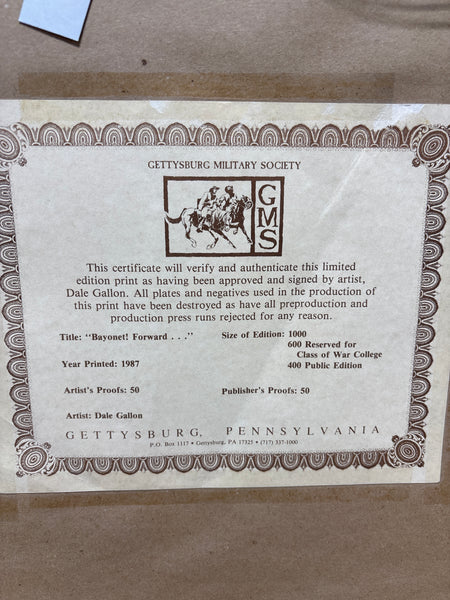 GETTYSBURG MILITARY SOCIETY
GMS
This certificate will verify and authenticate this limited
edition print as having been approved and signed by artist,
Dale Gallon. All plates and negatives used in the production of
this print have been destroyed as have all preproduction and
production press runs rejected for any reason.
Title: "Bayonet! Forward . . ."
Size of Edition: 1000
600 Reserved for
Class of War College
Year Printed: 1987
400 Public Edition
Artist's Proofs: 50
Publisher's Proofs: 50
Artist: Dale Gallon
GETTYSBURG, PENNSYLVANIA
P.O. Box 1117 • Gettysburg, PA 17325 • (717) 337-1000